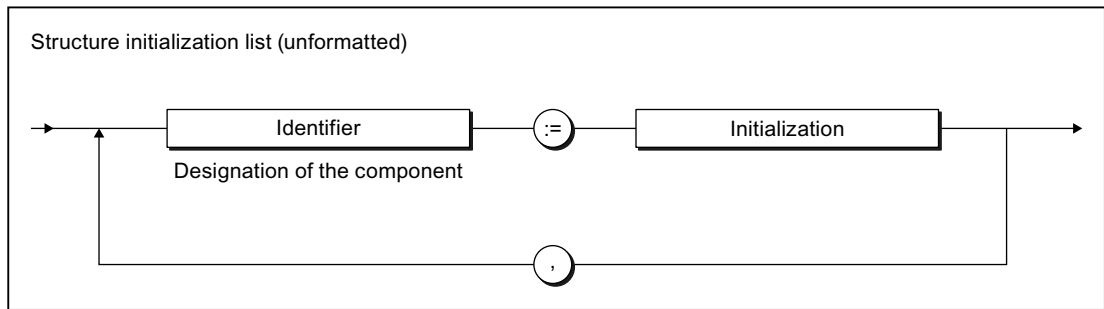 Structure initialization list (unformatted)
Identifier := Initialization
Designation of the component
,